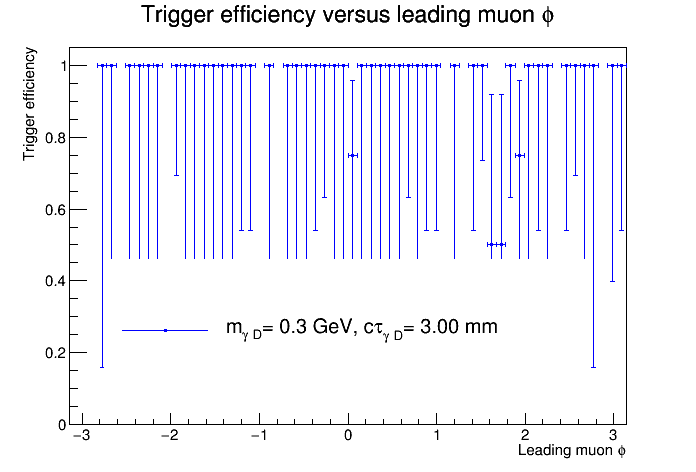 Trigger efficiency versus leading muon ϕ
Trigger efficiency
1
0.8
0.6
0.4
0.2
0
m_γ D= 0.3 GeV, cτ_γ D= 3.00 mm
−3 −2 −1 0 1 2 3
Leading muon ϕ